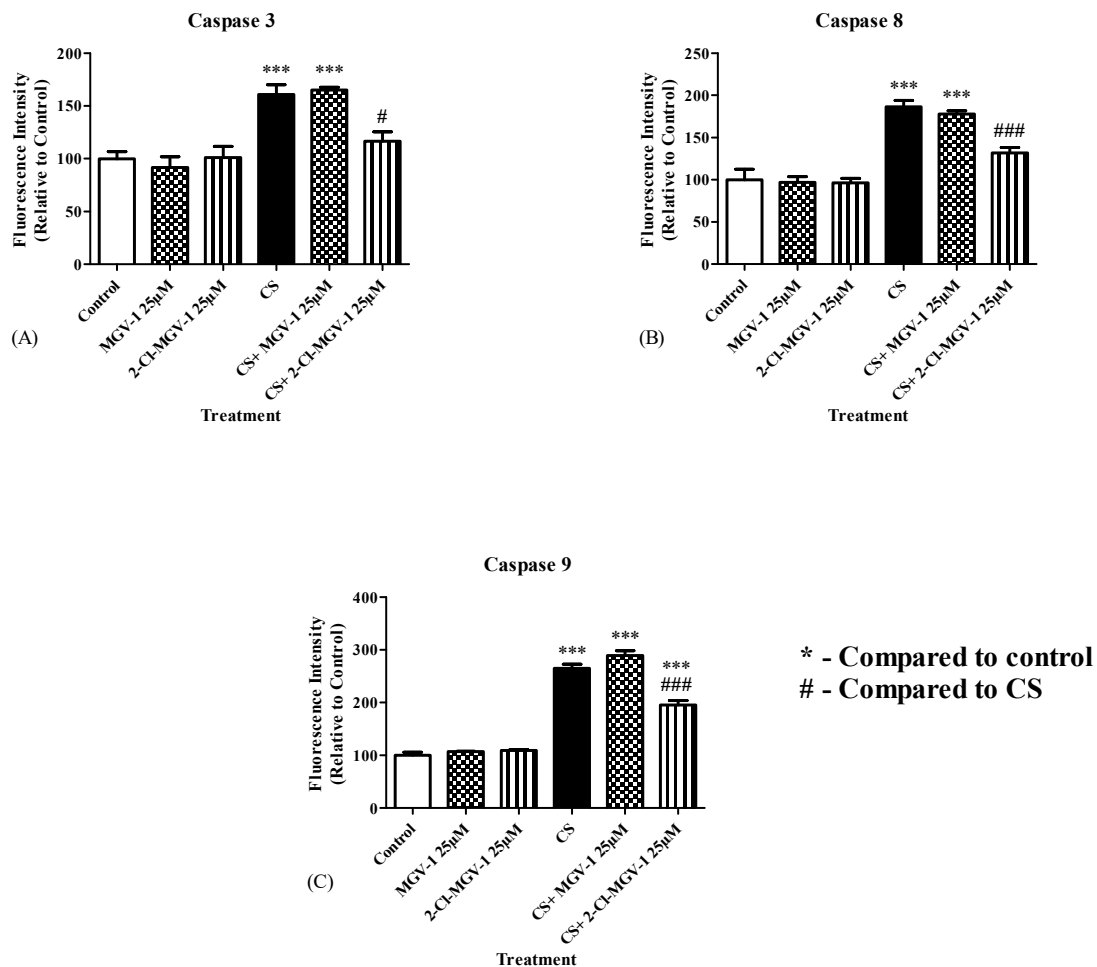 Caspase 3
Fluorescence Intensity
(Relative to Control)
200
150
100
50
0
*** ***
#
Control
MGV-1 25µM
2-Cl-MGV-1 25µM
CS
CS+ MGV-1 25µM
CS+ 2-Cl-MGV-1 25µM
Treatment
(A)
Caspase 8
Fluorescence Intensity
(Relative to Control)
250
200
150
100
50
0
*** ***
###
Control
MGV-1 25µM
2-Cl-MGV-1 25µM
CS
CS+ MGV-1 25µM
CS+ 2-Cl-MGV-1 25µM
Treatment
(B)
Caspase 9
Fluorescence Intensity
(Relative to Control)
400
300
200
100
0
***
***
***
###
Control
MGV-1 25µM
2-Cl-MGV-1 25µM
CS
CS+ MGV-1 25µM
CS+ 2-Cl-MGV-1 25µM
Treatment
(C)
* - Compared to control
# - Compared to CS